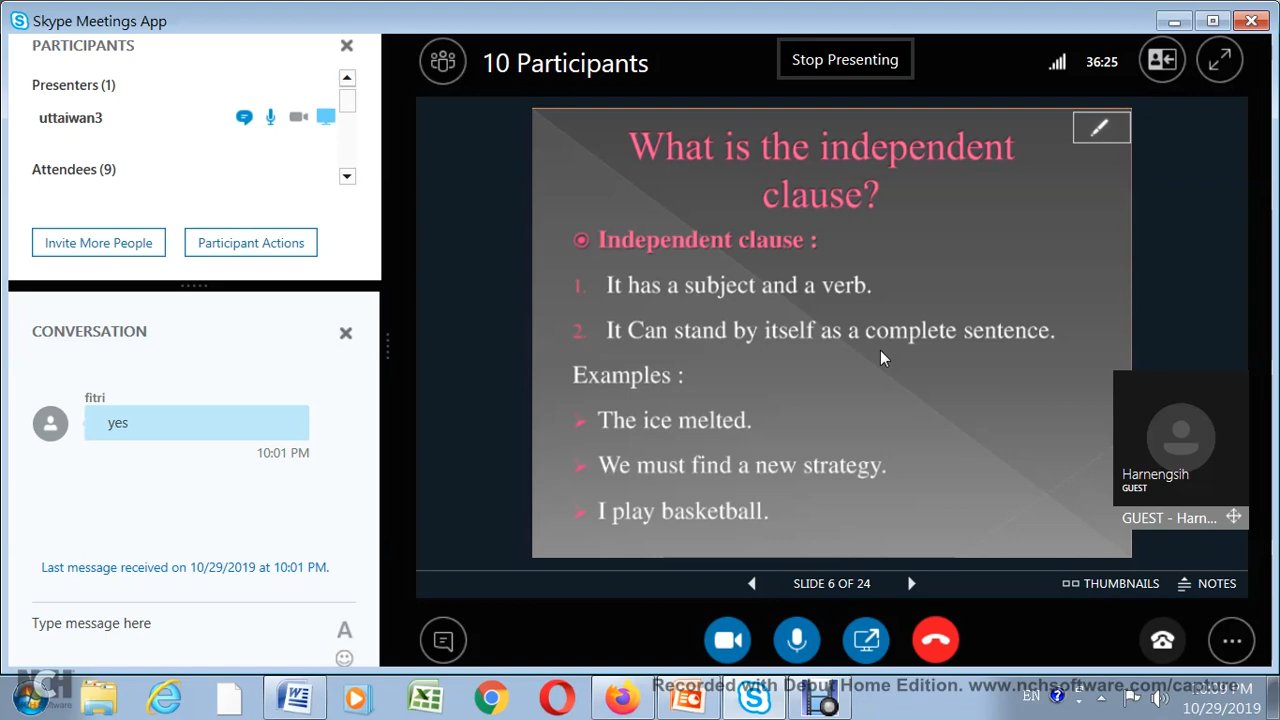 Skype Meetings App
PARTICIPANTS
Presenters (1)
uttaiwan3
Attendees (9)
Invite More People
Participant Actions
CONVERSATION
fitri
yes
10:01 PM
Last message received on 10/29/2019 at 10:01 PM.
Type message here
A
10 Participants
Stop Presenting
36:25
What is the independent
clause?
Independent clause :
1. It has a subject and a verb.
2. It Can stand by itself as a complete sentence.
Examples :
The ice melted.
We must find a new strategy.
I play basketball.
Harnengsih
GUEST
GUEST - Harn...
SLIDE 6 OF 24
THUMBNAILS
NOTES
NCH
Software
Recorded with Debut Home Edition. www.nchsoftware.com/capture
EN
10/29/2019